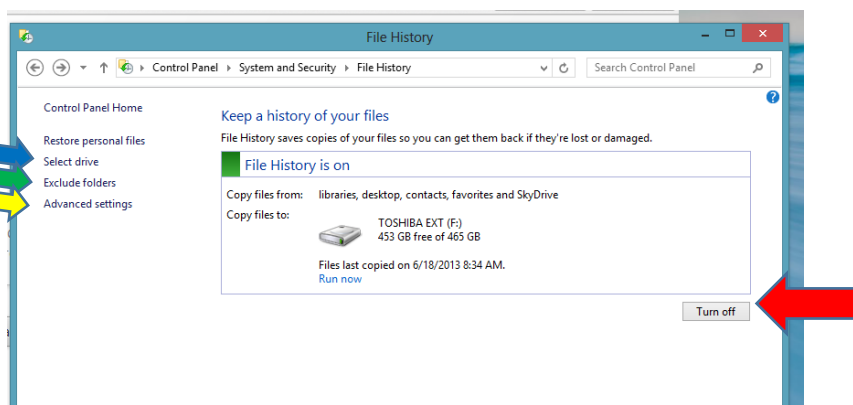 File History
Control Panel System and Security File History
Search Control Panel
Control Panel Home
Restore personal files
Select drive
Exclude folders
Advanced settings
Keep a history of your files
File History saves copies of your files so you can get them back if they're lost or damaged.
File History is on
Copy files from: libraries, desktop, contacts, favorites and SkyDrive
Copy files to:
TOSHIBA EXT (F:)
453 GB free of 465 GB
Files last copied on 6/18/2013 8:34 AM.
Run now
Turn off